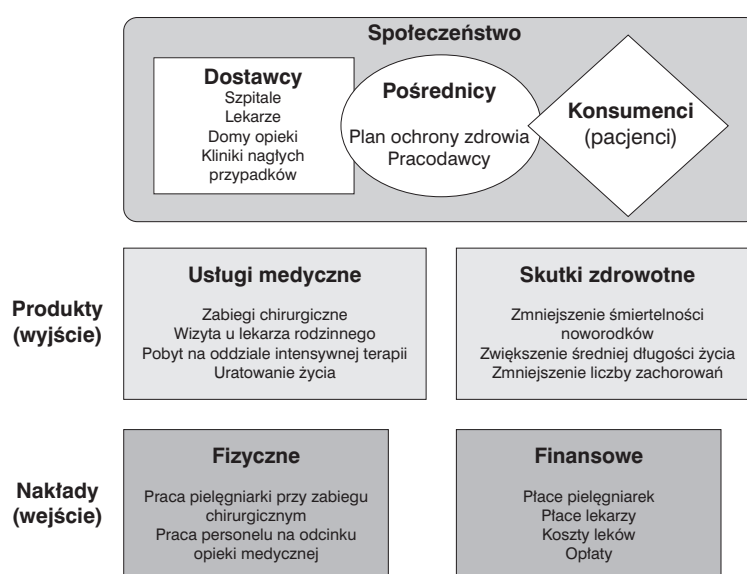 Społeczeństwo
Dostawcy
Szpitale
Lekarze
Domy opieki
Kliniki nagłych
przypadków
Pośrednicy
Plan ochrony zdrowia
Pracodawcy
Konsumenci
(pacjenci)
Produkty
(wyjście)
Usługi medyczne
Zabiegi chirurgiczne
Wizyta u lekarza rodzinnego
Pobyt na oddziale intensywnej terapii
Uratowanie życia
Skutki zdrowotne
Zmniejszenie śmiertelności
noworodków
Zwiększenie średniej długości życia
Zmniejszenie liczby zachorowań
Nakłady
(wejście)
Fizyczne
Praca pielęgniarki przy zabiegu
chirurgicznym
Praca personelu na odcinku
opieki medycznej
Finansowe
Płace pielęgniarek
Płace lekarzy
Koszty leków
Opłaty